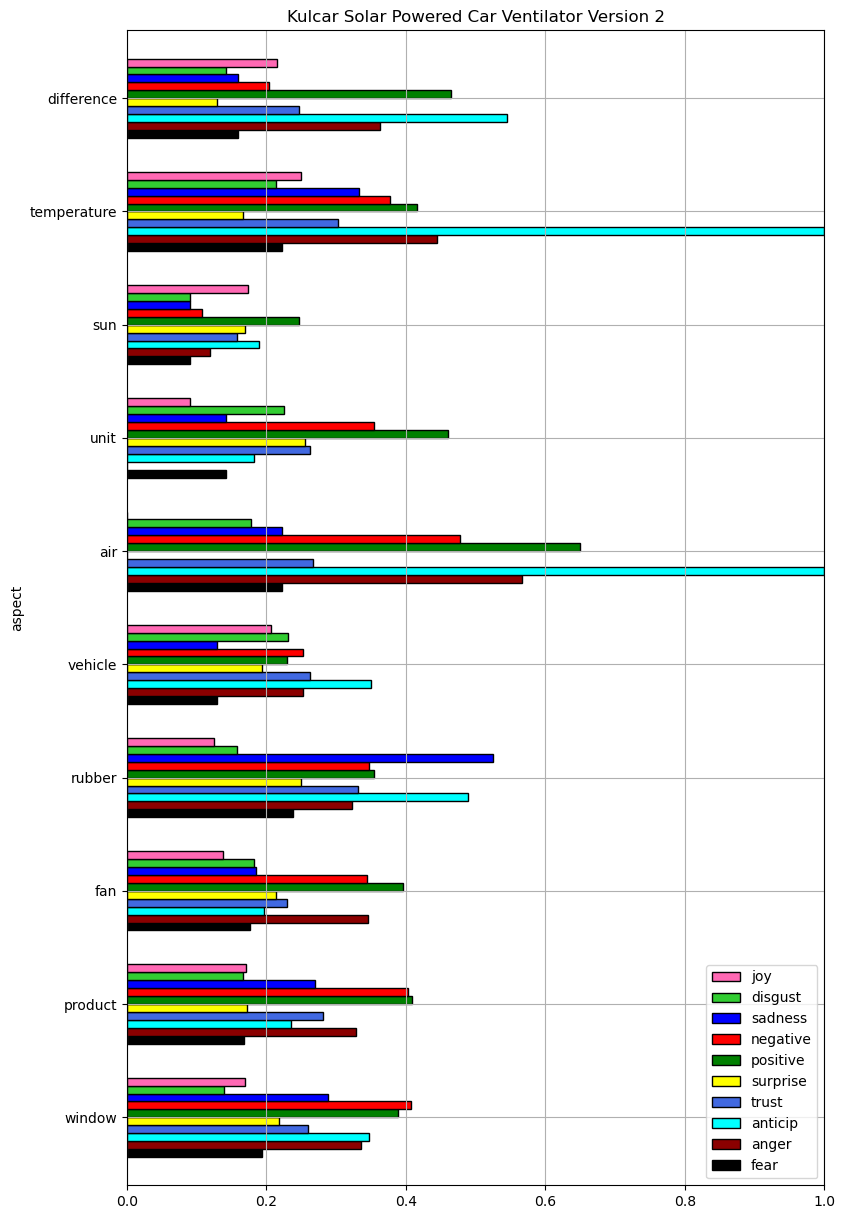 Kulcar Solar Powered Car Ventilator Version 2
difference
temperature
sun
unit
air
aspect
vehicle
rubber
fan
product
window
joy
disgust
sadness
negative
positive
surprise
trust
anticip
anger
fear
0.0 0.2 0.4 0.6 0.8 1.0